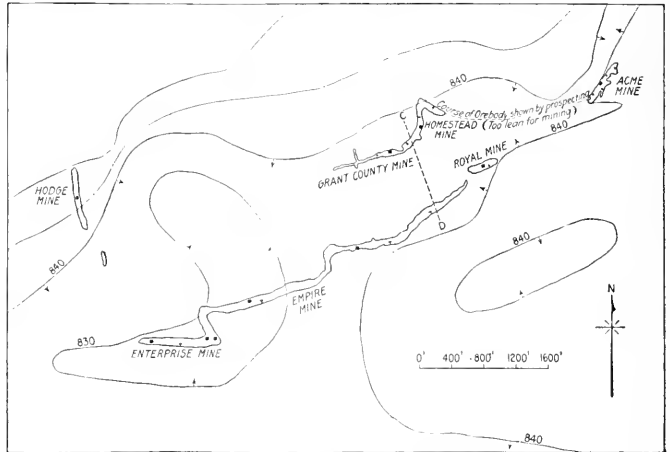 840
ACME
MINE
C
Course of Orebody shown by prospecting
HOMESTEAD (Too lean for mining)
MINE
840
GRANT COUNTY MINE
ROYAL MINE
HODGE
MINE
D
840
840
N
EMPIRE
MINE
830
ENTERPRISE MINE
0' 400' 800' 1200' 1600'
840